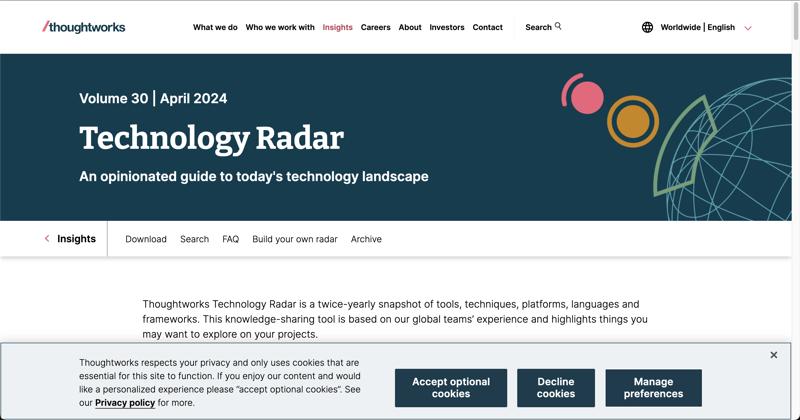 /thoughtworks
What we do Who we work with Insights Careers About Investors Contact Search Worldwide | English
Volume 30 | April 2024
Technology Radar
An opinionated guide to today's technology landscape
Insights Download Search FAQ Build your own radar Archive
Thoughtworks Technology Radar is a twice-yearly snapshot of tools, techniques, platforms, languages and
frameworks. This knowledge-sharing tool is based on our global teams’ experience and highlights things you
may want to explore on your projects.
Thoughtworks respects your privacy and only uses cookies that are
essential for this site to function. If you enjoy our content and would
like a personalized experience please “accept optional cookies”. See
our Privacy policy for more.
Accept optional
cookies
Decline
cookies
Manage
preferences